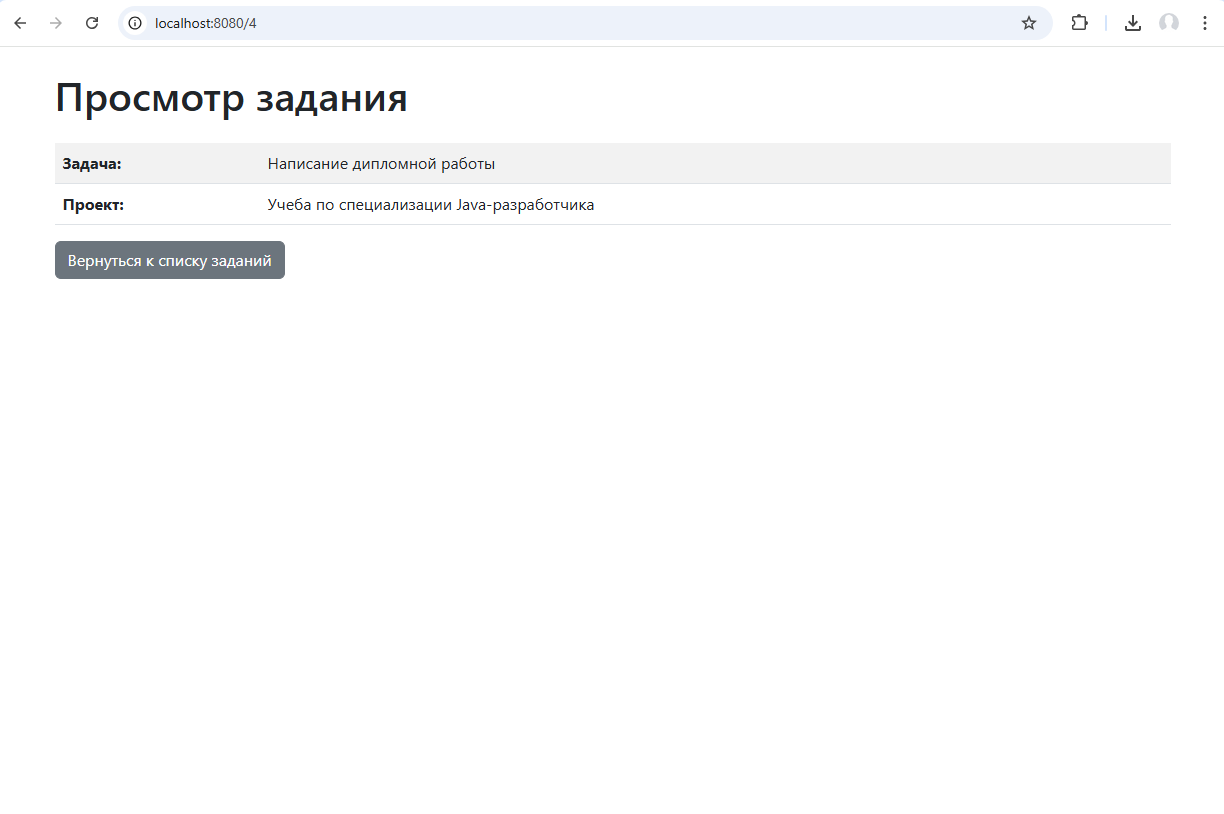 localhost:8080/4
Просмотр задания
Задача: Написание дипломной работы
Проект: Учеба по специализации Java-разработчика
Вернуться к списку заданий